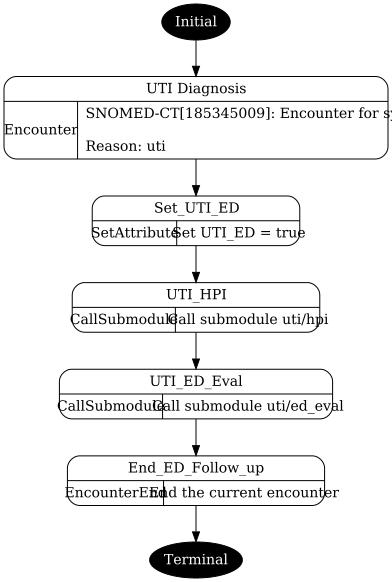 Initial
UTI Diagnosis
Encounter
SNOMED-CT[185345009]: Encounter for sy
Reason: uti
Set_UTI_ED
SetAttribute Set UTI_ED = true
UTI_HPI
CallSubmodule Call submodule uti/hpi
UTI_ED_Eval
CallSubmodule Call submodule uti/ed_eval
End_ED_Follow_up
EncounterEnd End the current encounter
Terminal